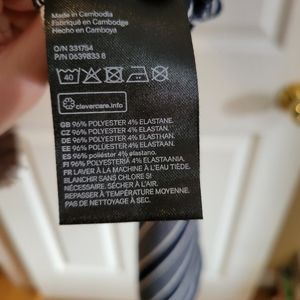 Made in Cambodia
Fabriqué en Cambodge
Hecho en Camboya
O/N 331754
P/N 0639833 8
40
clevercare.info
GB 96% POLYESTER 4% ELASTANE.
CZ 96% POLYESTER 4% ELASTAN.
DE 96% POLYESTER 4% ELASTHAN.
EE 96% POLÜESTER 4% ELASTAAN.
ES 96% poliéster 4% elastano.
FI 96% POLYESTERIÄ 4% ELASTAANIA.
FR LAVER À LA MACHINE EAU TIÈDE.
BLANCHIR SANS CHLORE SI
NÉCESSAIRE. SÉCHER À L'AIR.
REPASSER À TEMPÉRATURE MOYENNE.
PAS DE NETTOYAGE À SEC.